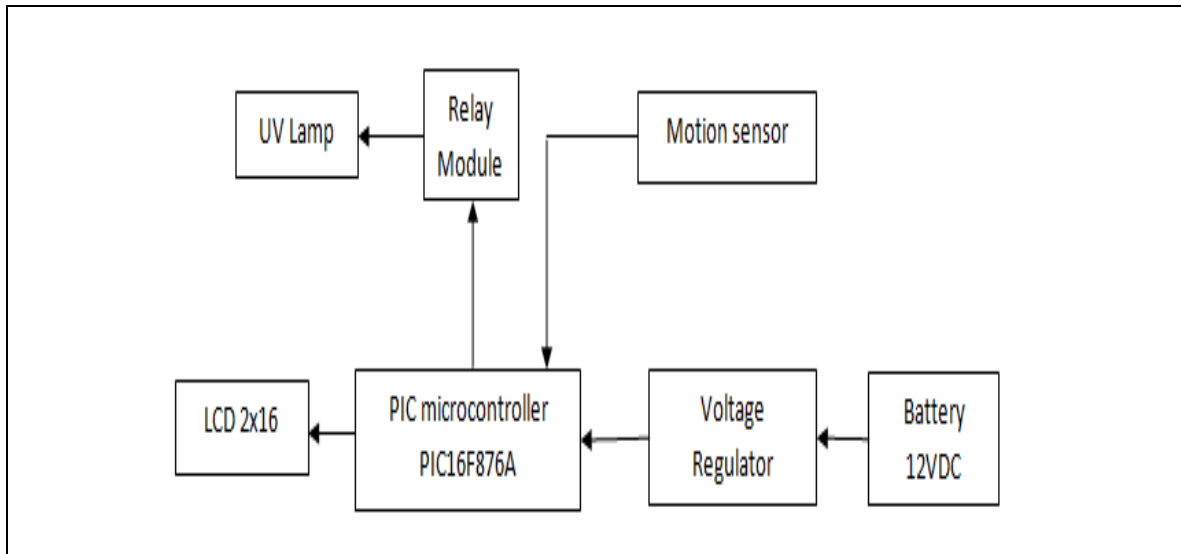 UV Lamp
Relay
Module
Motion sensor
LCD 2x16
PIC microcontroller
PIC16F876A
Voltage
Regulator
Battery
12VDC